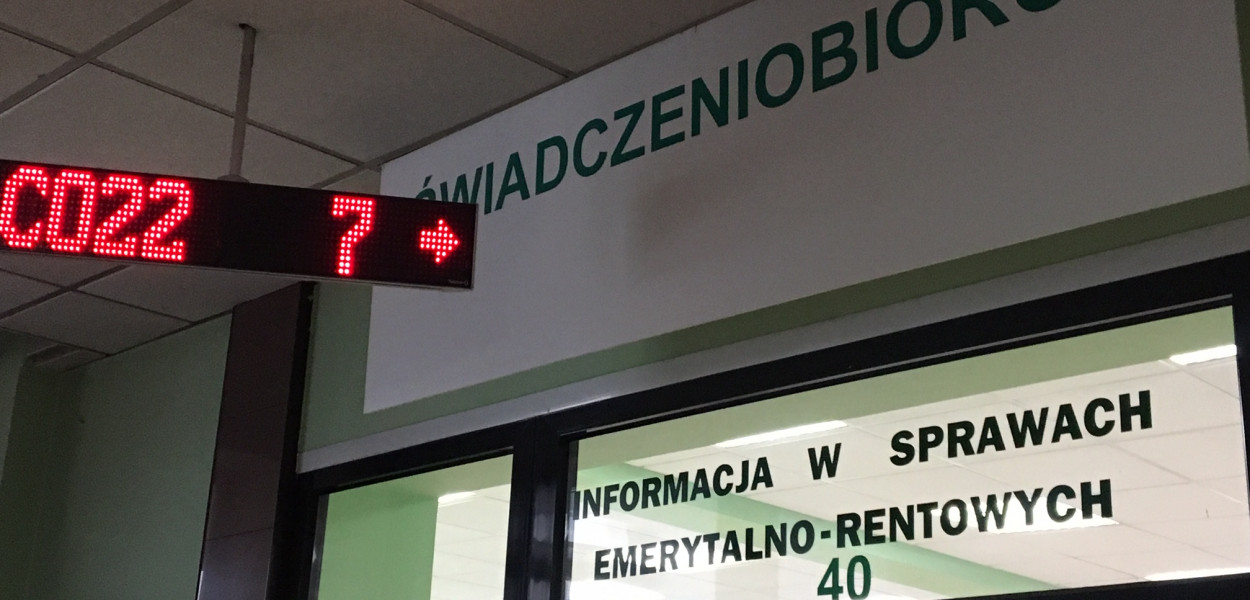 ŚWIADCZENIOBIORC
C022 7 →
INFORMACJA W SPRAWACH
EMERYTALNO-RENTOWYCH
40